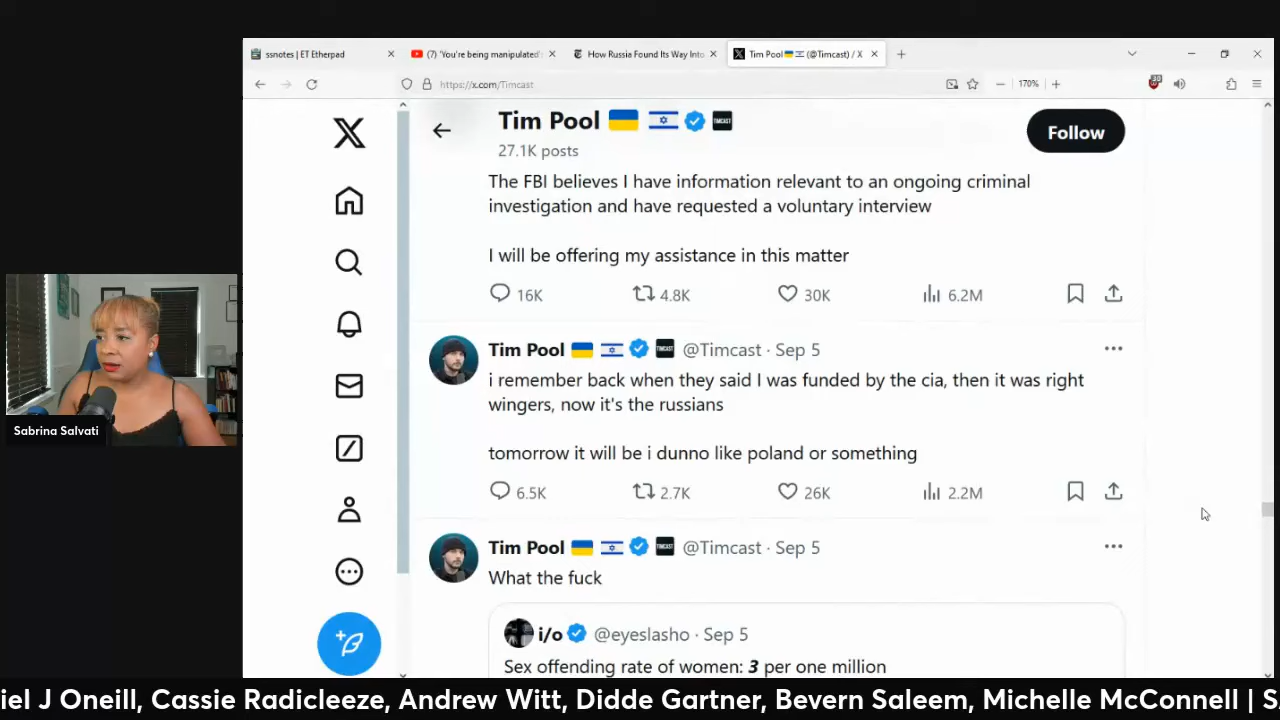 ssnotes | ET Etherpad
(7) 'You're being manipulated'
How Russia Found Its Way Into
Tim Pool (@Timcast) / X
https://x.com/Timcast
170%
Tim Pool
TIMCAST
27.1K posts
Follow
The FBI believes I have information relevant to an ongoing criminal
investigation and have requested a voluntary interview
I will be offering my assistance in this matter
16K 4.8K 30K 6.2M
Tim Pool @Timcast · Sep 5
i remember back when they said I was funded by the cia, then it was right
wingers, now it's the russians
tomorrow it will be i dunno like poland or something
6.5K 2.7K 26K 2.2M
Tim Pool @Timcast · Sep 5
What the fuck
i/o @eyeslasho · Sep 5
Sex offending rate of women: 3 per one million
Sabrina Salvati
iel J Oneill, Cassie Radicleeze, Andrew Witt, Didde Gartner, Bevern Saleem, Michelle McConnell | S